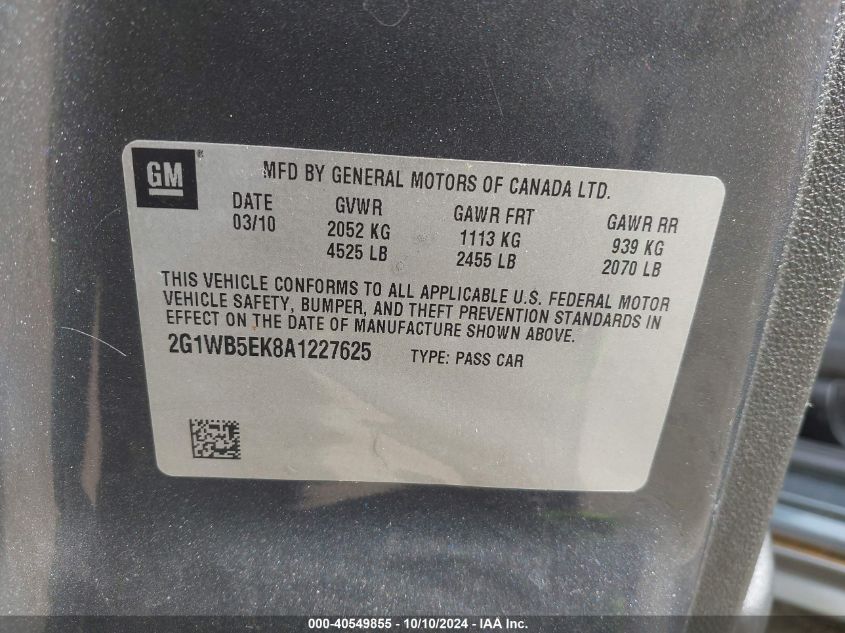 GM
MFD BY GENERAL MOTORS OF CANADA LTD.
DATE GVWR GAWR FRT GAWR RR
03/10 2052 KG 1113 KG 939 KG
4525 LB 2455 LB 2070 LB
THIS VEHICLE CONFORMS TO ALL APPLICABLE U.S. FEDERAL MOTOR
VEHICLE SAFETY, BUMPER, AND THEFT PREVENTION STANDARDS IN
EFFECT ON THE DATE OF MANUFACTURE SHOWN ABOVE.
2G1WB5EK8A1227625 TYPE: PASS CAR
000-40549855 - 10/10/2024 - IAA Inc.